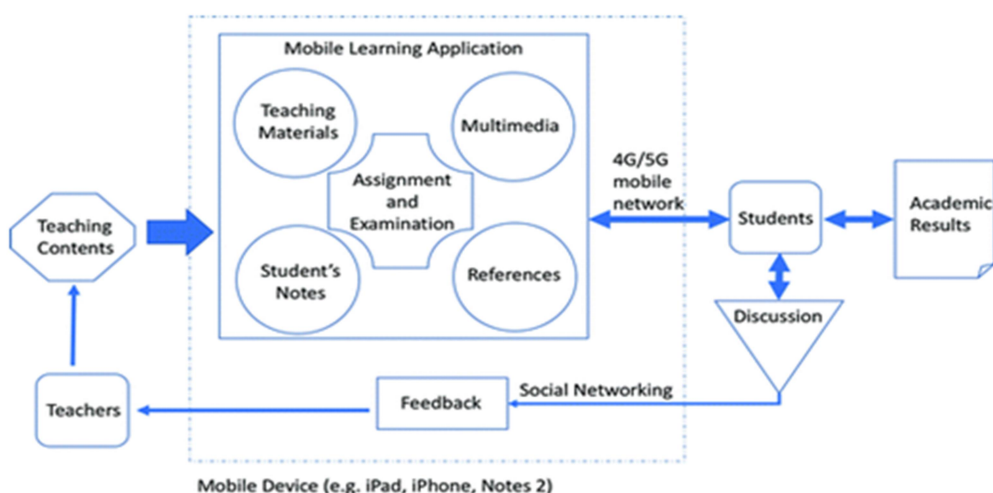 Mobile Learning Application
Teaching
Materials
Multimedia
Assignment
and
Examination
Student's
Notes
References
4G/5G
mobile
network
Teaching
Contents
Students
Academic
Results
Discussion
Social Networking
Feedback
Teachers
Mobile Device (e.g. iPad, iPhone, Notes 2)